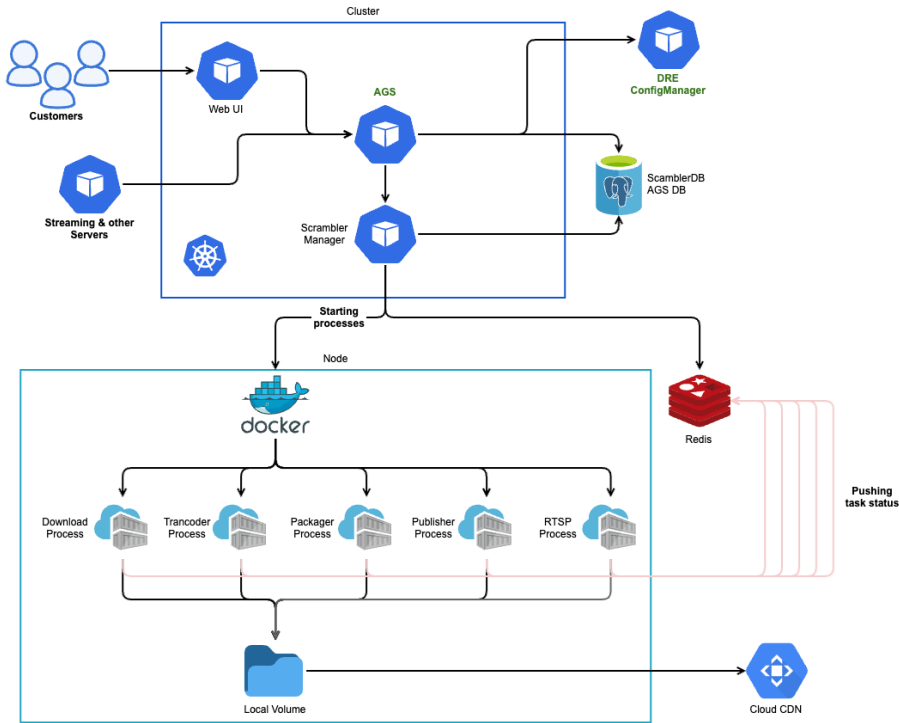 Cluster
Customers
Web UI
AGS
DRE
ConfigManager
Streaming & other
Servers
Scrambler
Manager
ScamblerDB
AGS DB
Starting
processes
Node
docker
Redis
Download
Process
Trancoder
Process
Packager
Process
Publisher
Process
RTSP
Process
Pushing
task status
Local Volume
Cloud CDN